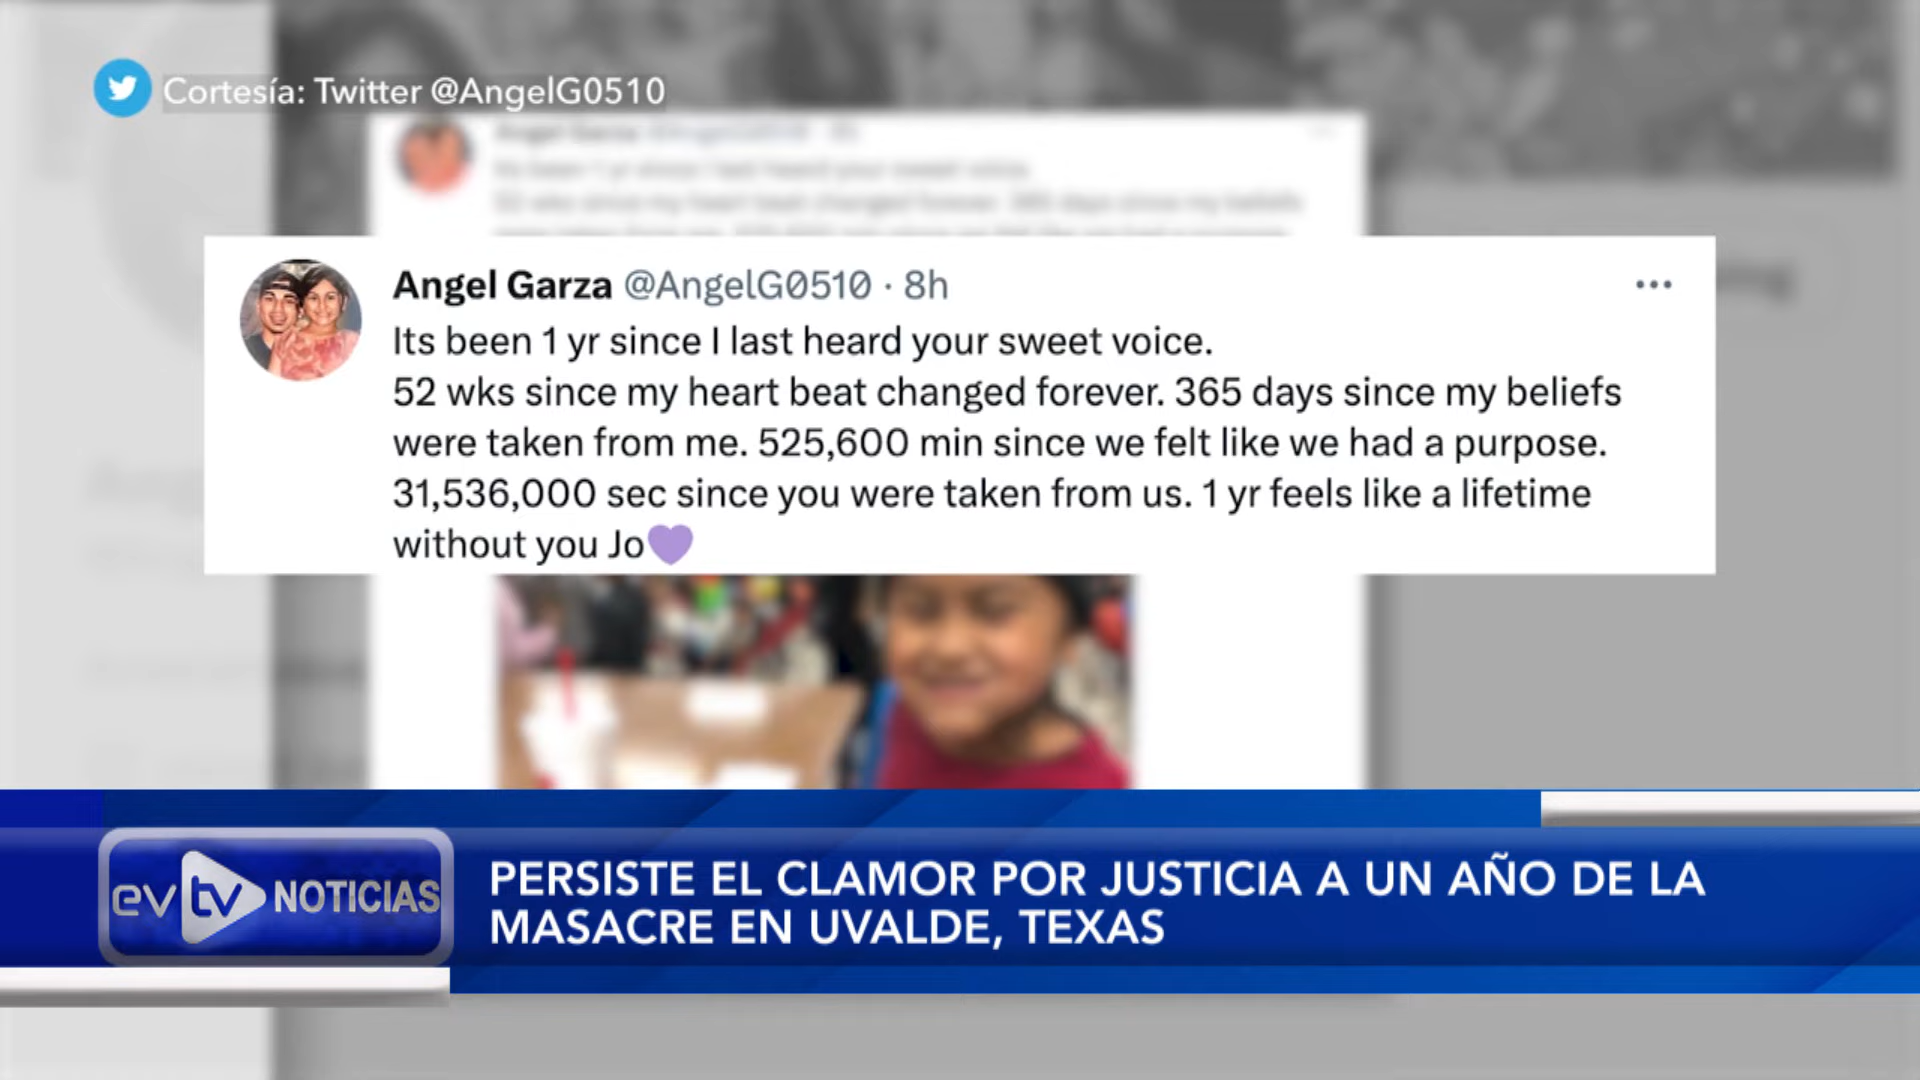 Cortesía: Twitter @AngelG0510
Angel Garza @AngelG0510 · 8h
Its been 1 yr since I last heard your sweet voice.
52 wks since my heart beat changed forever. 365 days since my beliefs
were taken from me. 525,600 min since we felt like we had a purpose.
31,536,000 sec since you were taken from us. 1 yr feels like a lifetime
without you Jo💜
evtv NOTICIAS
PERSISTE EL CLAMOR POR JUSTICIA A UN AÑO DE LA
MASACRE EN UVALDE, TEXAS